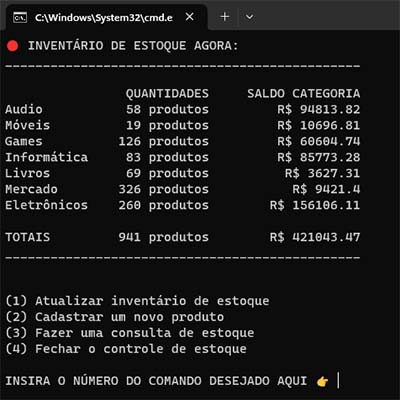 C:\Windows\System32\cmd.e
INVENTÁRIO DE ESTOQUE AGORA:
QUANTIDADES SALDO CATEGORIA
Audio 58 produtos R$ 94813.82
Móveis 19 produtos R$ 10696.81
Games 126 produtos R$ 60604.74
Informática 83 produtos R$ 85773.28
Livros 69 produtos R$ 3627.31
Mercado 326 produtos R$ 9421.4
Eletrônicos 260 produtos R$ 156106.11
TOTAIS 941 produtos R$ 421043.47
(1) Atualizar inventário de estoque
(2) Cadastrar um novo produto
(3) Fazer uma consulta de estoque
(4) Fechar o controle de estoque
INSIRA O NÚMERO DO COMANDO DESEJADO AQUI 👉